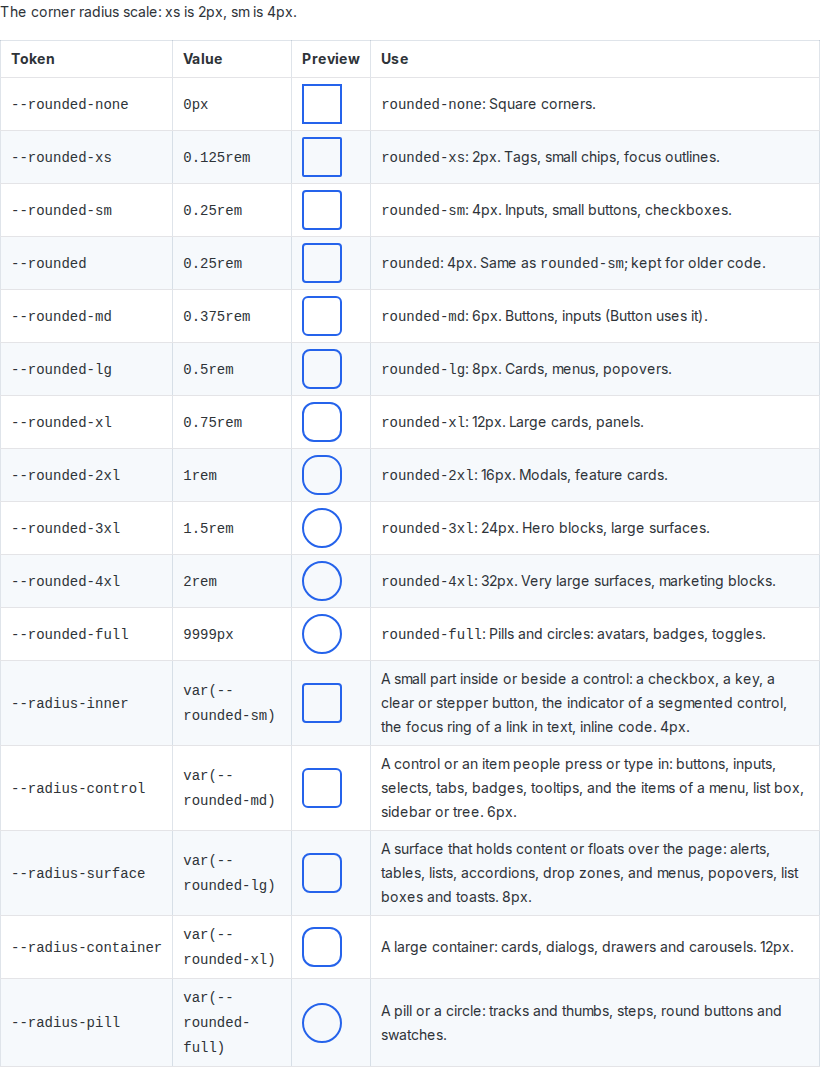 The corner radius scale: xs is 2px, sm is 4px.
Token Value Preview Use
--rounded-none 0px rounded-none: Square corners.
--rounded-xs 0.125rem rounded-xs: 2px. Tags, small chips, focus outlines.
--rounded-sm 0.25rem rounded-sm: 4px. Inputs, small buttons, checkboxes.
--rounded 0.25rem rounded: 4px. Same as rounded-sm; kept for older code.
--rounded-md 0.375rem rounded-md: 6px. Buttons, inputs (Button uses it).
--rounded-lg 0.5rem rounded-lg: 8px. Cards, menus, popovers.
--rounded-xl 0.75rem rounded-xl: 12px. Large cards, panels.
--rounded-2xl 1rem rounded-2xl: 16px. Modals, feature cards.
--rounded-3xl 1.5rem rounded-3xl: 24px. Hero blocks, large surfaces.
--rounded-4xl 2rem rounded-4xl: 32px. Very large surfaces, marketing blocks.
--rounded-full 9999px rounded-full: Pills and circles: avatars, badges, toggles.
--radius-inner
var(--
rounded-sm)
A small part inside or beside a control: a checkbox, a key, a
clear or stepper button, the indicator of a segmented control,
the focus ring of a link in text, inline code. 4px.
--radius-control
var(--
rounded-md)
A control or an item people press or type in: buttons, inputs,
selects, tabs, badges, tooltips, and the items of a menu, list box,
sidebar or tree. 6px.
--radius-surface
var(--
rounded-lg)
A surface that holds content or floats over the page: alerts,
tables, lists, accordions, drop zones, and menus, popovers, list
boxes and toasts. 8px.
--radius-container
var(--
rounded-xl)
A large container: cards, dialogs, drawers and carousels. 12px.
--radius-pill
var(--
rounded-
full)
A pill or a circle: tracks and thumbs, steps, round buttons and
swatches.